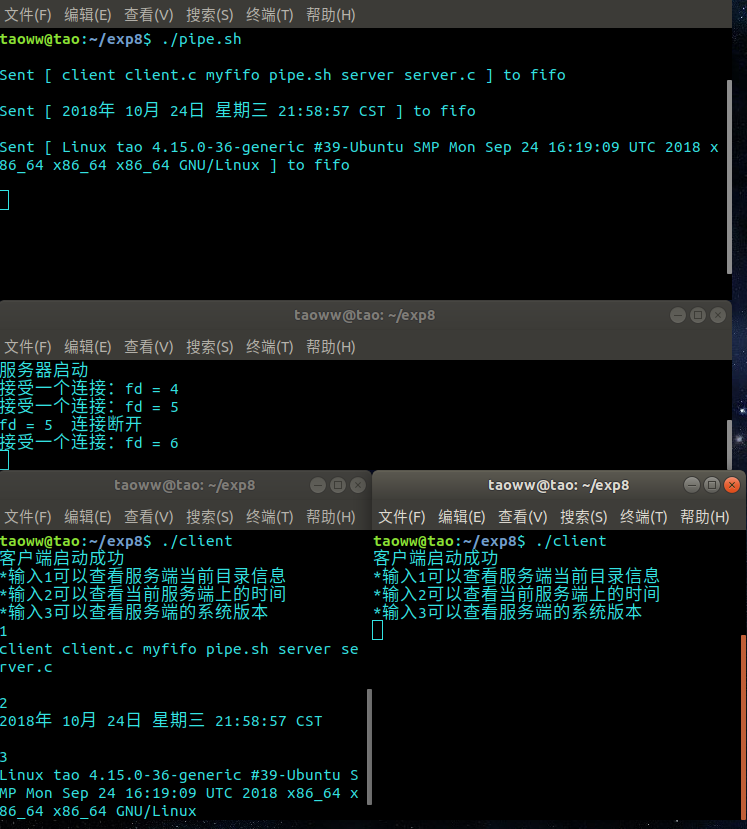 文件(F) 编辑(E) 查看(V) 搜索(S) 终端(T) 帮助(H)
taoww@tao:~/exp8$ ./pipe.sh
Sent [ client client.c myfifo pipe.sh server server.c ] to fifo
Sent [ 2018年 10月 24日 星期三 21:58:57 CST ] to fifo
Sent [ Linux tao 4.15.0-36-generic #39-Ubuntu SMP Mon Sep 24 16:19:09 UTC 2018 x
86_64 x86_64 x86_64 GNU/Linux ] to fifo
taoww@tao: ~/exp8
文件(F) 编辑(E) 查看(V) 搜索(S) 终端(T) 帮助(H)
服务器启动
接受一个连接：fd = 4
接受一个连接：fd = 5
fd = 5 连接断开
接受一个连接：fd = 6
taoww@tao: ~/exp8
文件(F) 编辑(E) 查看(V) 搜索(S) 终端(T) 帮助(H)
taoww@tao:~/exp8$ ./client
客户端启动成功
*输入1可以查看服务端当前目录信息
*输入2可以查看当前服务端上的时间
*输入3可以查看服务端的系统版本
1
client client.c myfifo pipe.sh server se
rver.c
2
2018年 10月 24日 星期三 21:58:57 CST
3
Linux tao 4.15.0-36-generic #39-Ubuntu S
MP Mon Sep 24 16:19:09 UTC 2018 x86_64 x
86_64 x86_64 GNU/Linux
taoww@tao: ~/exp8
文件(F) 编辑(E) 查看(V) 搜索(S) 终端(T) 帮助(H)
taoww@tao:~/exp8$ ./client
客户端启动成功
*输入1可以查看服务端当前目录信息
*输入2可以查看当前服务端上的时间
*输入3可以查看服务端的系统版本